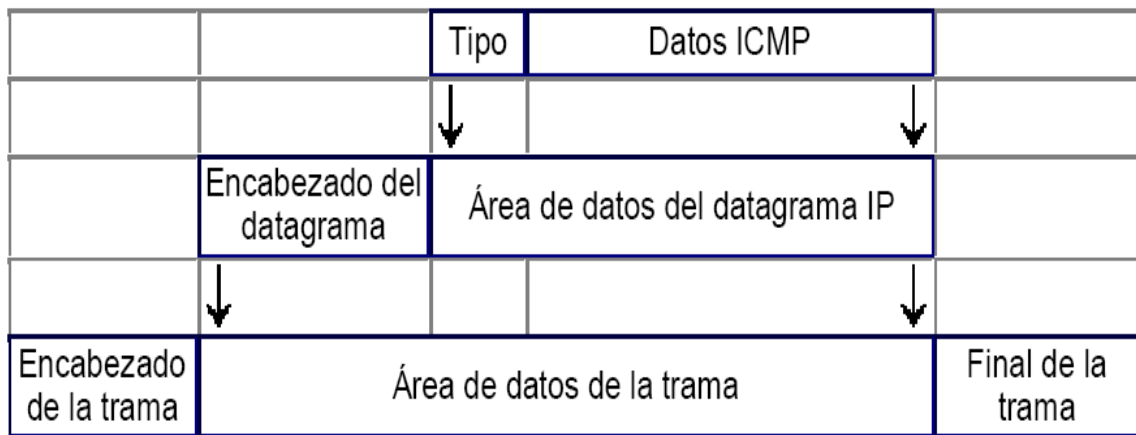 Tipo
Datos ICMP
Encabezado del
datagrama
Área de datos del datagrama IP
Encabezado
de la trama
Área de datos de la trama
Final de la
trama